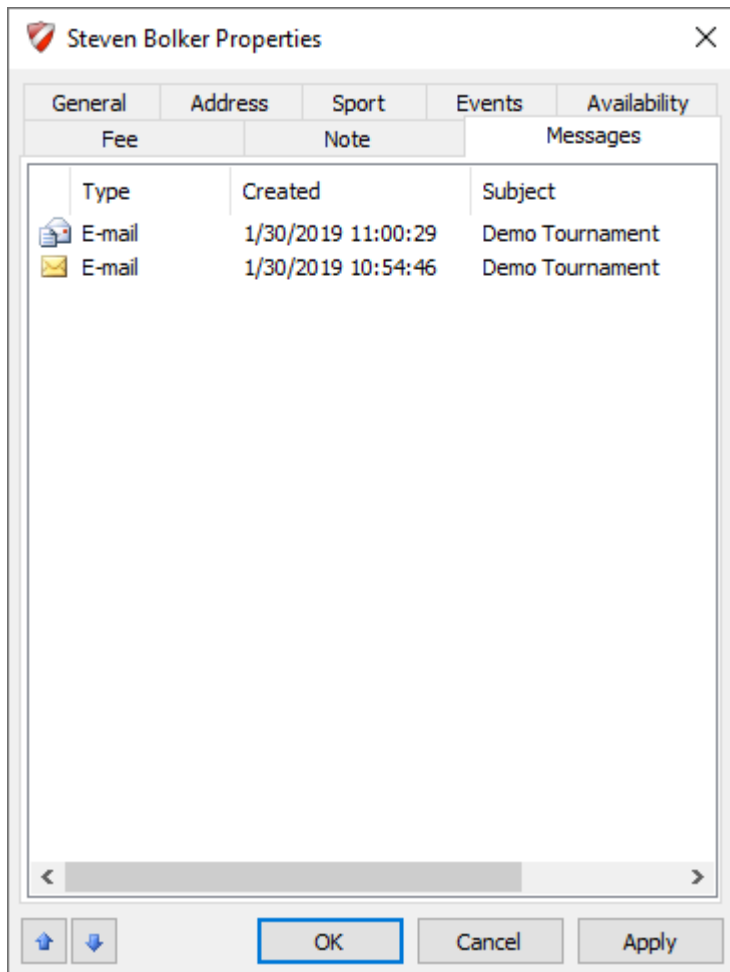 Steven Bolker Properties
General Address Sport Events Availability
Fee Note Messages
Type Created Subject
E-mail 1/30/2019 11:00:29 Demo Tournament
E-mail 1/30/2019 10:54:46 Demo Tournament
OK Cancel Apply